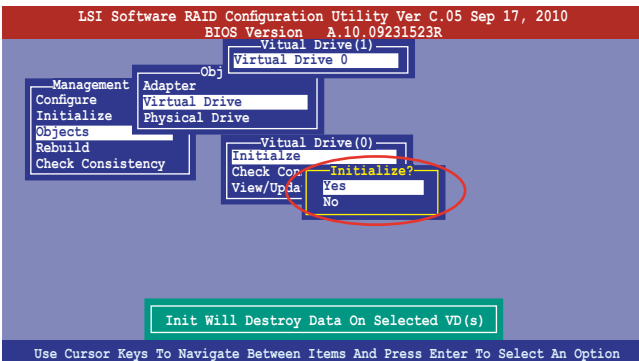 LSI Software RAID Configuration Utility Ver C.05 Sep 17, 2010
BIOS Version A.10.09231523R
Vitual Drive(1)
Virtual Drive 0
Obj
Adapter
Virtual Drive
Physical Drive
Management
Configure
Initialize
Objects
Rebuild
Check Consistency
Vitual Drive(0)
Initialze
Check Con
View/Upda
Initialize?
Yes
No
Init Will Destroy Data On Selected VD(s)
Use Cursor Keys To Navigate Between Items And Press Enter To Select An Option